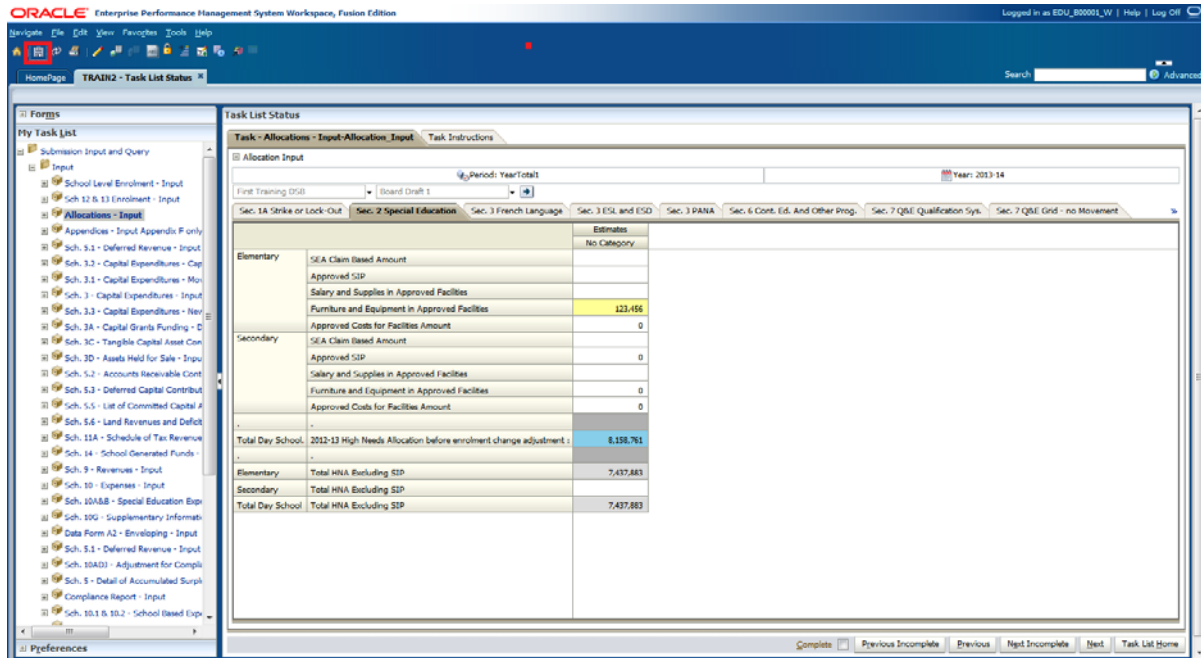 ORACLE Enterprise Performance Management System Workspace, Fusion Edition
Logged in as EDU_B00001_W | Help | Log Off
Navigate File Edit View Favorites Tools Help
HomePage TRAIN2 - Task List Status
Search Advanced
Forms
My Task List
Submission Input and Query
Input
School Level Enrolment - Input
Sch 12 & 13 Enrolment - Input
Allocations - Input
Appendices - Input Appendix F only
Sch. 5.1 - Deferred Revenue - Input
Sch. 3.2 - Capital Expenditures - Cap
Sch. 3.1 - Capital Expenditures - Mov
Sch. 3 - Capital Expenditures - Input
Sch. 3.3 - Capital Expenditures - New
Sch. 3A - Capital Grants Funding - D
Sch. 3C - Tangible Capital Asset Con
Sch. 3D - Assets Held for Sale - Inpu
Sch. 5.2 - Accounts Receivable Cont
Sch. 5.3 - Deferred Capital Contribut
Sch. 5.5 - List of Committed Capital A
Sch. 5.6 - Land Revenues and Deficit
Sch. 11A - Schedule of Tax Revenue
Sch. 14 - School Generated Funds -
Sch. 9 - Revenues - Input
Sch. 10 - Expenses - Input
Sch. 10A&B - Special Education Expe
Sch. 10G - Supplementary Informati
Data Form A2 - Enveloping - Input
Sch. 5.1 - Deferred Revenue - Input
Sch. 10ADJ - Adjustment for Complia
Sch. 5 - Detail of Accumulated Surplu
Compliance Report - Input
Sch. 10.1 & 10.2 - School Based Expe
Preferences
Task List Status
Task - Allocations - Input-Allocation_Input Task Instructions
Allocation Input
Period: YearTotal1 Year: 2013-14
First Training DSB Board Draft 1
Sec. 1A Strike or Lock-Out Sec. 2 Special Education Sec. 3 French Language Sec. 3 ESL and ESD Sec. 3 PANA Sec. 6 Cont. Ed. And Other Prog. Sec. 7 Q&E Qualification Sys. Sec. 7 Q&E Grid - no Movement »
Estimates
No Category
Elementary SEA Claim Based Amount
Approved SIP
Salary and Supplies in Approved Facilities
Furniture and Equipment in Approved Facilities 123,456
Approved Costs for Facilities Amount 0
Secondary SEA Claim Based Amount
Approved SIP 0
Salary and Supplies in Approved Facilities
Furniture and Equipment in Approved Facilities 0
Approved Costs for Facilities Amount 0
. .
Total Day School. 2012-13 High Needs Allocation before enrolment change adjustment : 8,158,761
. .
Elementary Total HNA Excluding SIP 7,437,883
Secondary Total HNA Excluding SIP
Total Day School Total HNA Excluding SIP 7,437,883
Complete Previous Incomplete Previous Next Incomplete Next Task List Home